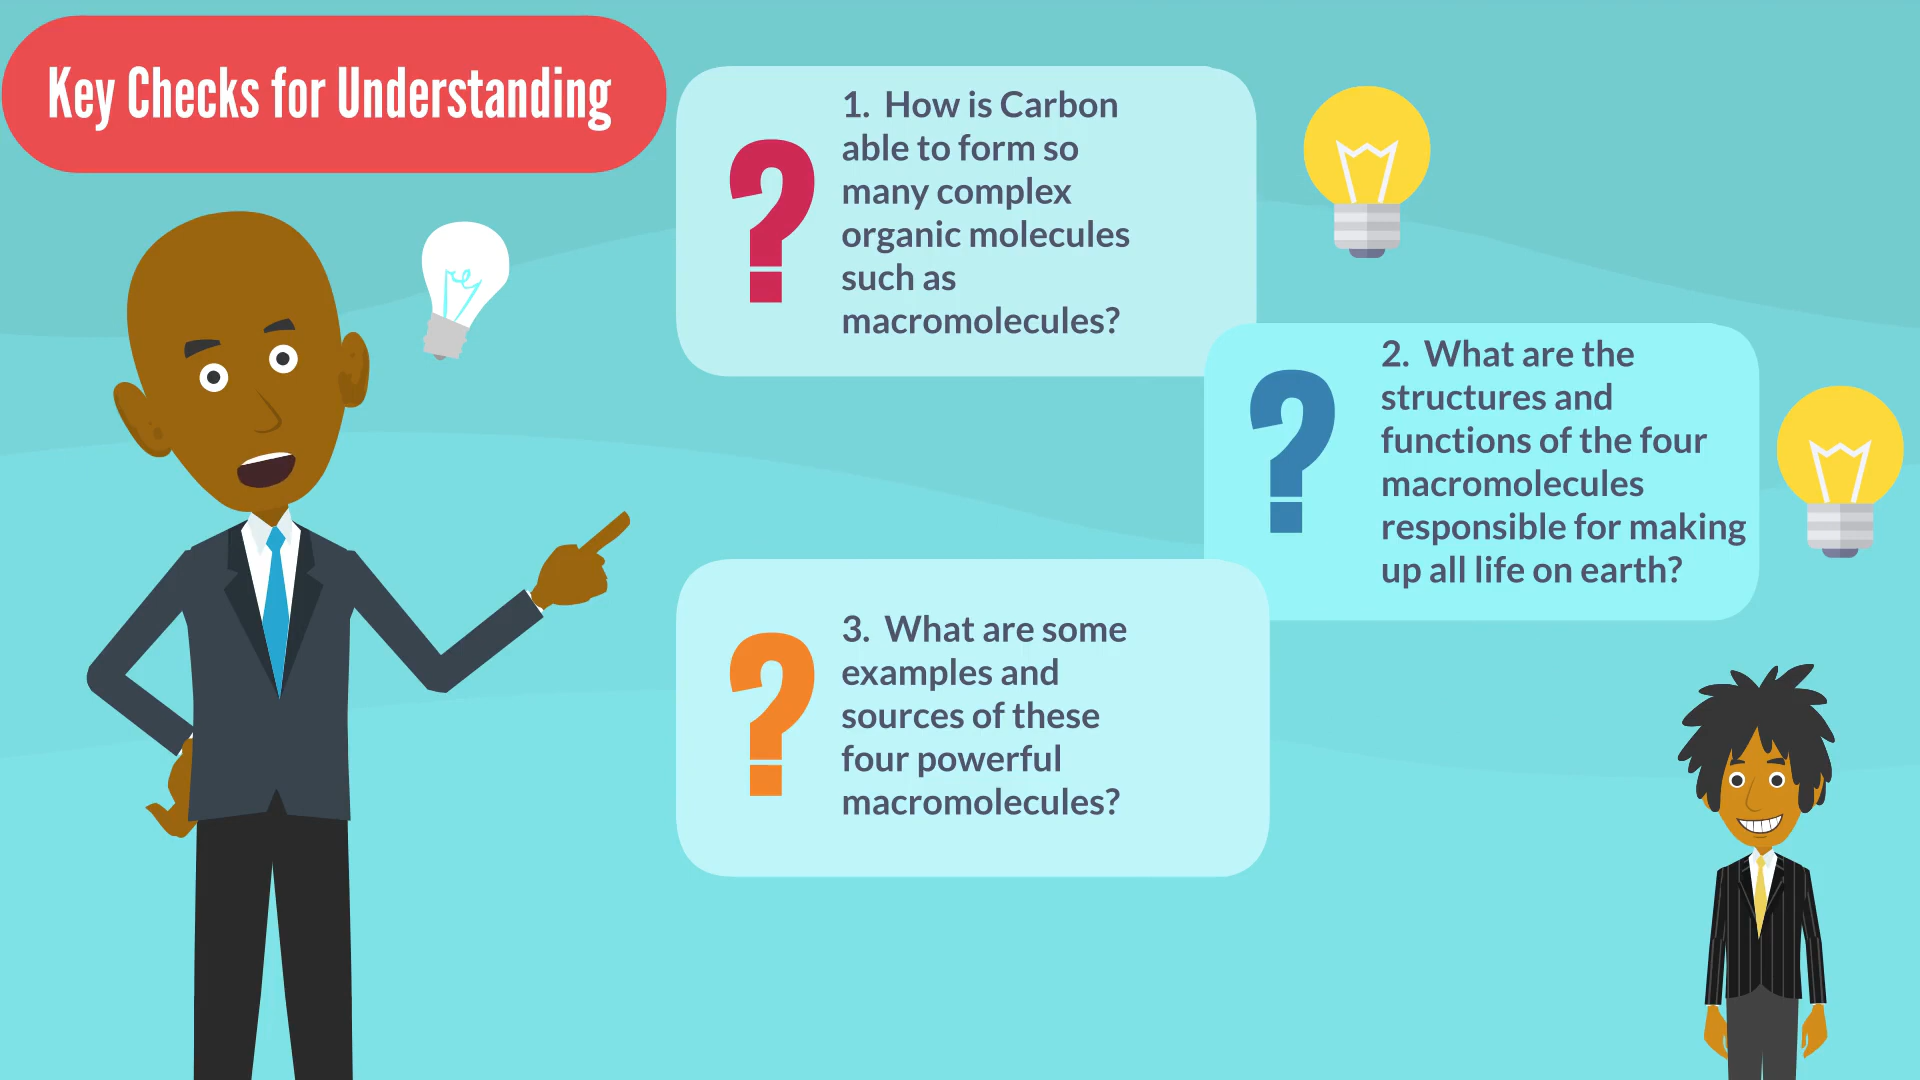 Key Checks for Understanding
1. How is Carbon
able to form so
many complex
organic molecules
such as
macromolecules?
2. What are the
structures and
functions of the four
macromolecules
responsible for making
up all life on earth?
3. What are some
examples and
sources of these
four powerful
macromolecules?